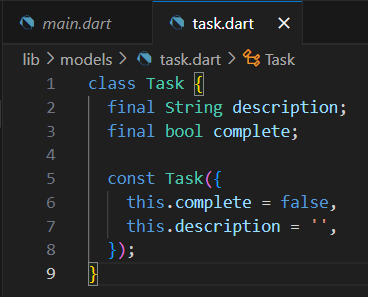 main.dart task.dart
lib > models > task.dart > Task
1 class Task {
2   final String description;
3   final bool complete;
4
5   const Task({
6     this.complete = false,
7     this.description = '',
8   });
9 }